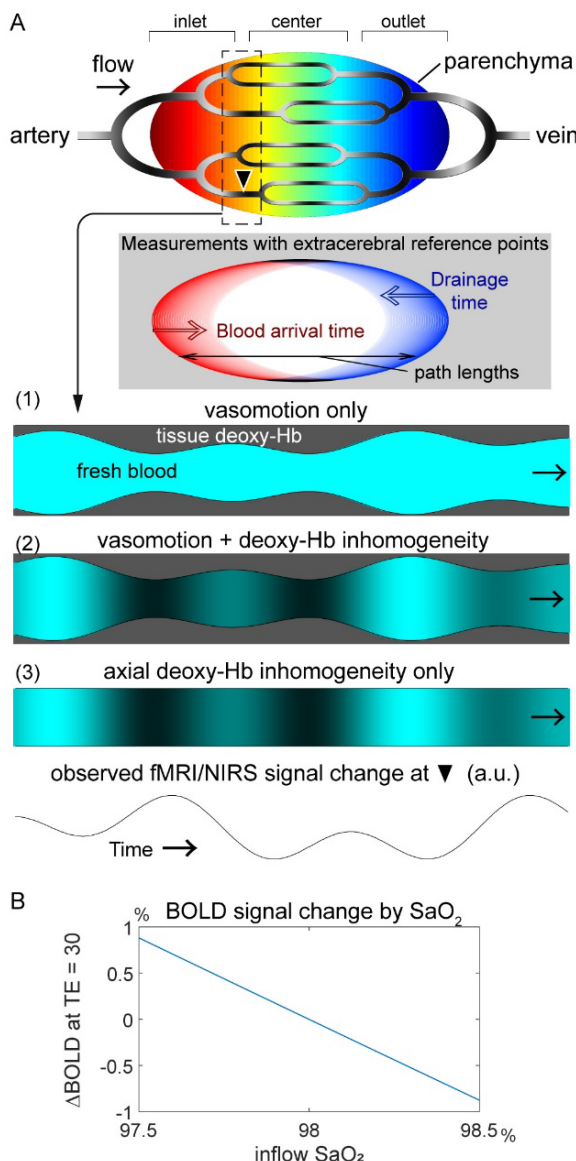 A
inlet
center
outlet
flow
parenchyma
artery
vein
Measurements with extracerebral reference points
Drainage
time
Blood arrival time
path lengths
(1)
vasomotion only
tissue deoxy-Hb
fresh blood
(2)
vasomotion + deoxy-Hb inhomogeneity
(3)
axial deoxy-Hb inhomogeneity only
observed fMRI/NIRS signal change at ▼ (a.u.)
Time
B
BOLD signal change by SaO₂
%
ΔBOLD at TE = 30
1
0.5
0
-0.5
-1
97.5
98
98.5
%
inflow SaO₂